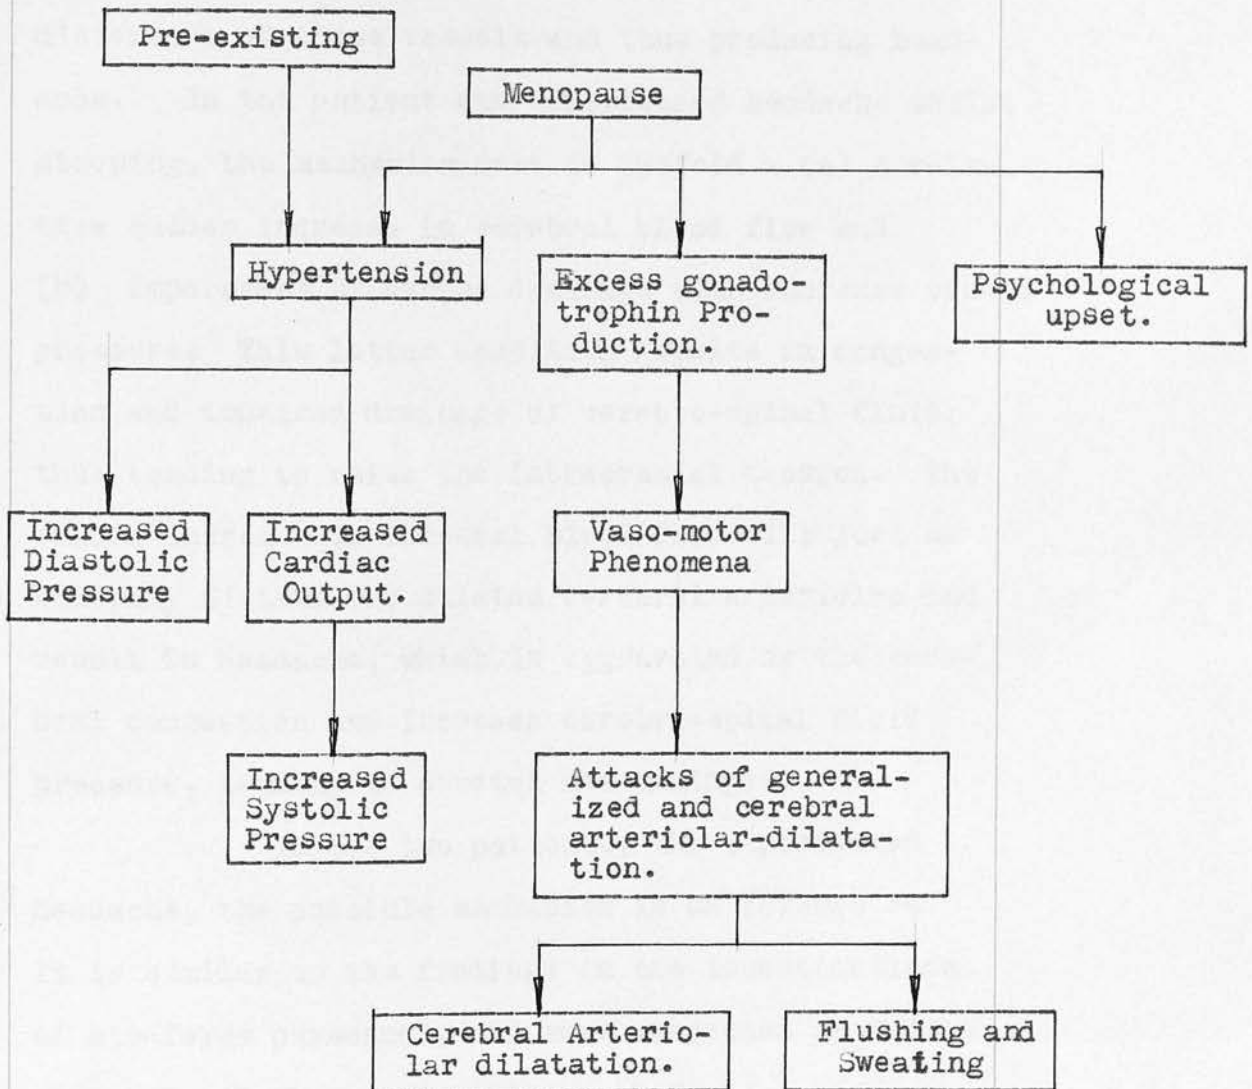 Pre-existing
Menopause
Hypertension
Excess gonado-
trophin Pro-
duction.
Psychological
upset.
Increased
Diastolic
Pressure
Increased
Cardiac
Output.
Vaso-motor
Phenomena
Increased
Systolic
Pressure
Attacks of general-
ized and cerebral
arteriolar-dilata-
tion.
Cerebral Arterio-
lar dilatation.
Flushing and
Sweating